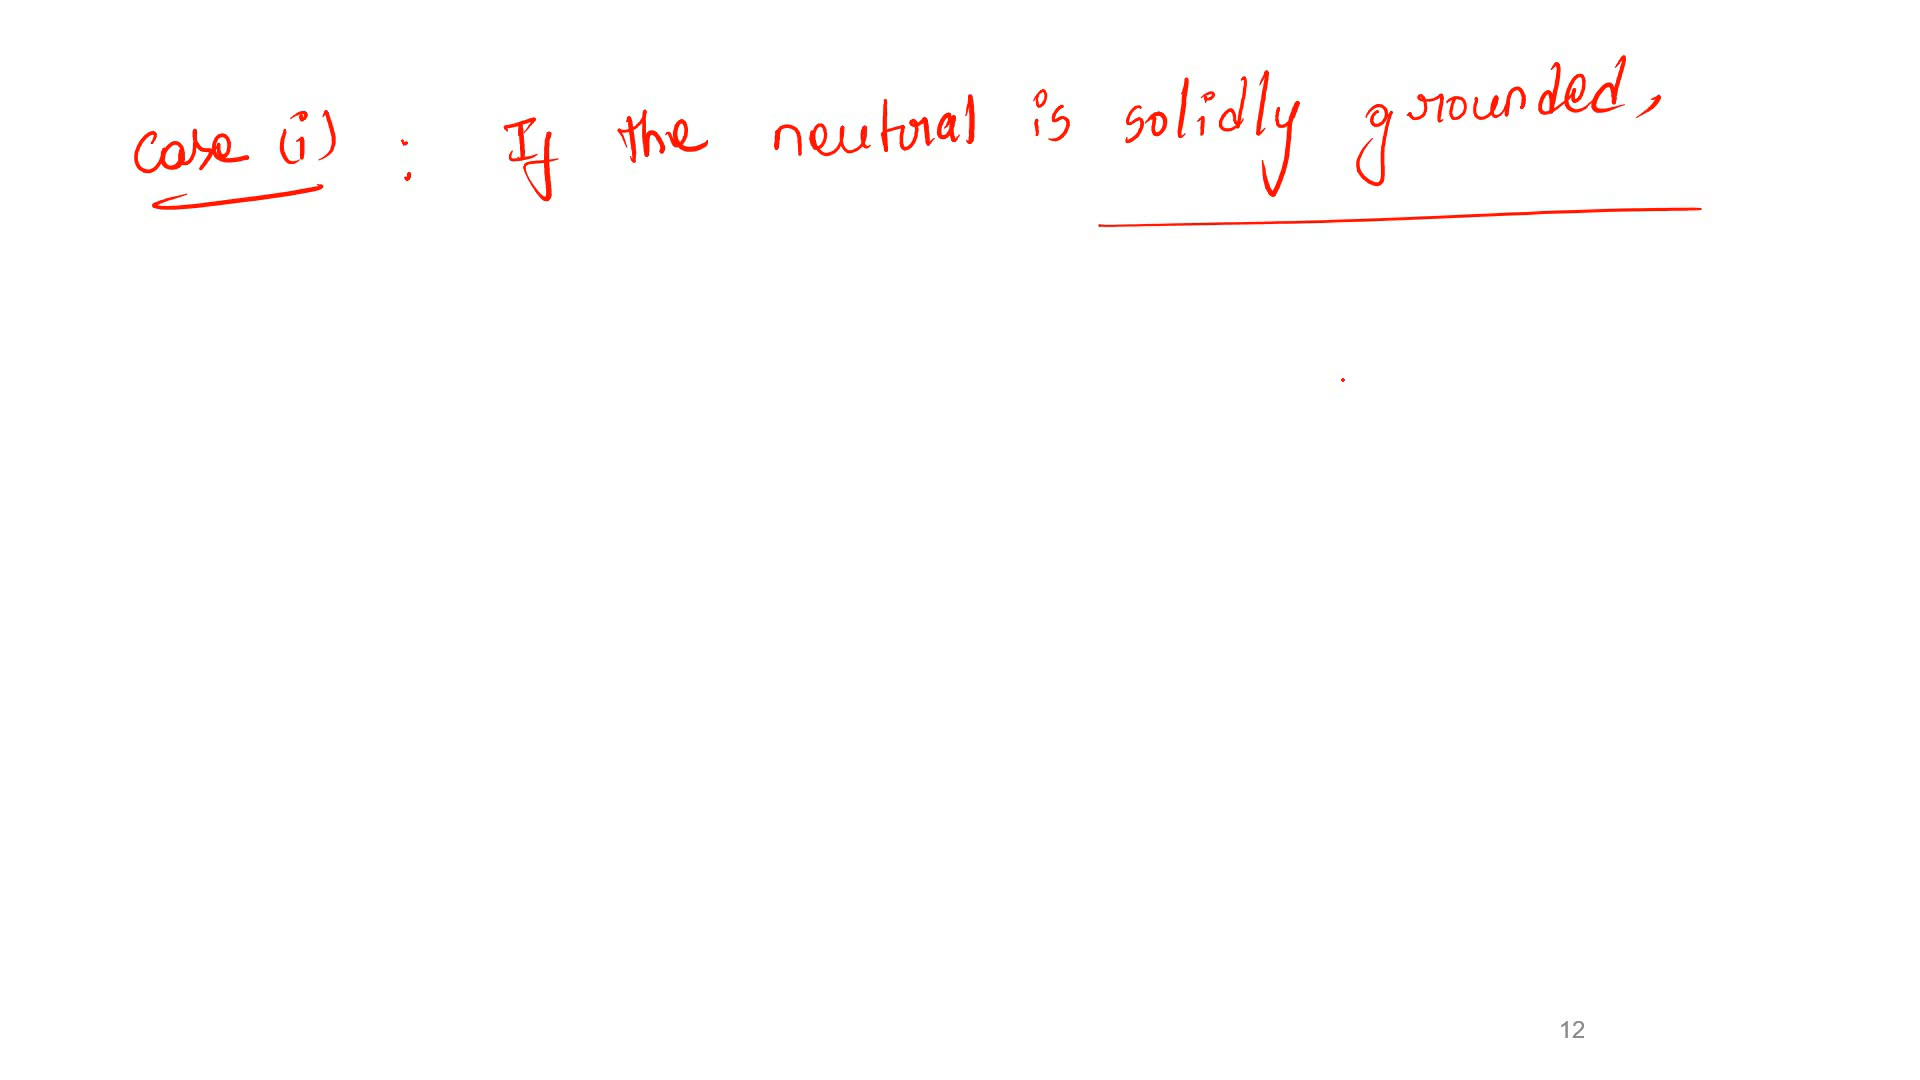 case (i) : If the neutral is solidly grounded,
12